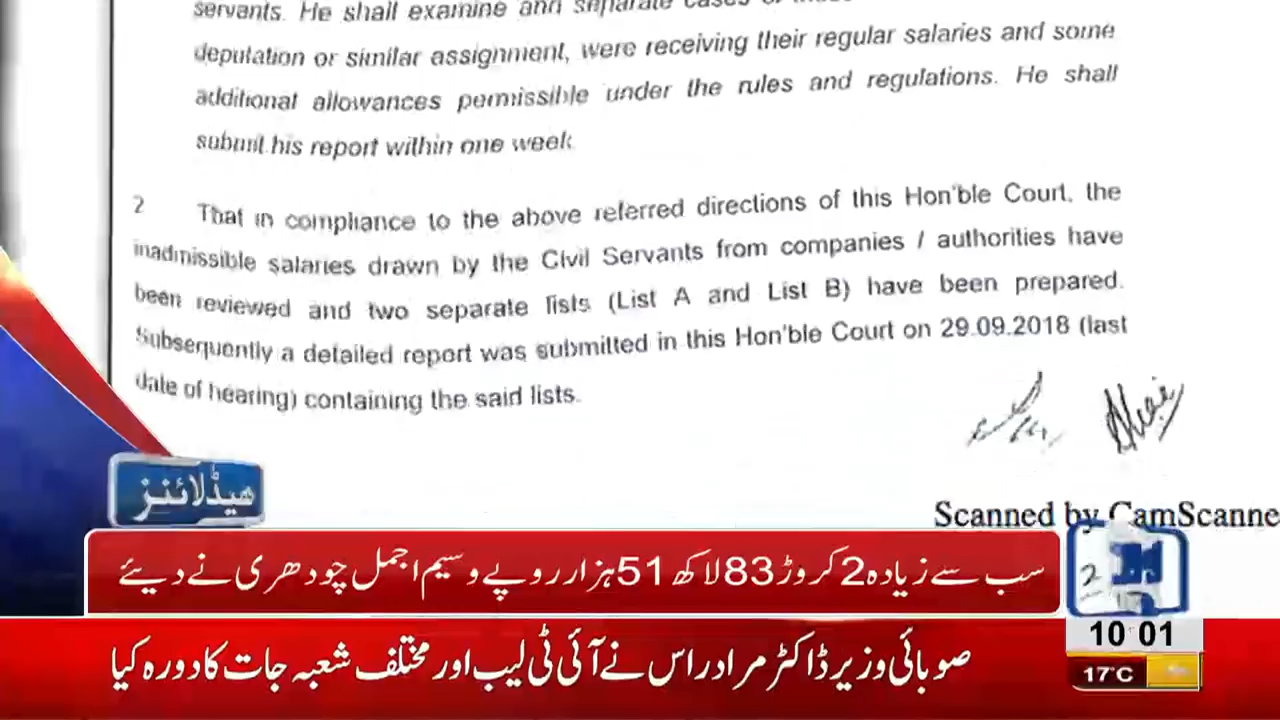 servants. He shall examine and separate cases of
deputation or similar assignment, were receiving their regular salaries and some
additional allowances permissible under the rules and regulations. He shall
submit his report within one week.
2 That in compliance to the above referred directions of this Hon'ble Court, the
inadmissible salaries drawn by the Civil Servants from companies / authorities have
been reviewed and two separate lists (List A and List B) have been prepared.
Subsequently a detailed report was submitted in this Hon'ble Court on 29.09.2018 (last
date of hearing) containing the said lists.
Scanned by CamScanne
ہیڈلائنز
سب سے زیادہ 2 کروڑ 83 لاکھ 51 ہزار روپے وسیم اجمل چودھری نے دیئے
10 01
17°C
صوبائی وزیر ڈاکٹر مراد راس نے آئی ٹی لیب اور مختلف شعبہ جات کا دورہ کیا